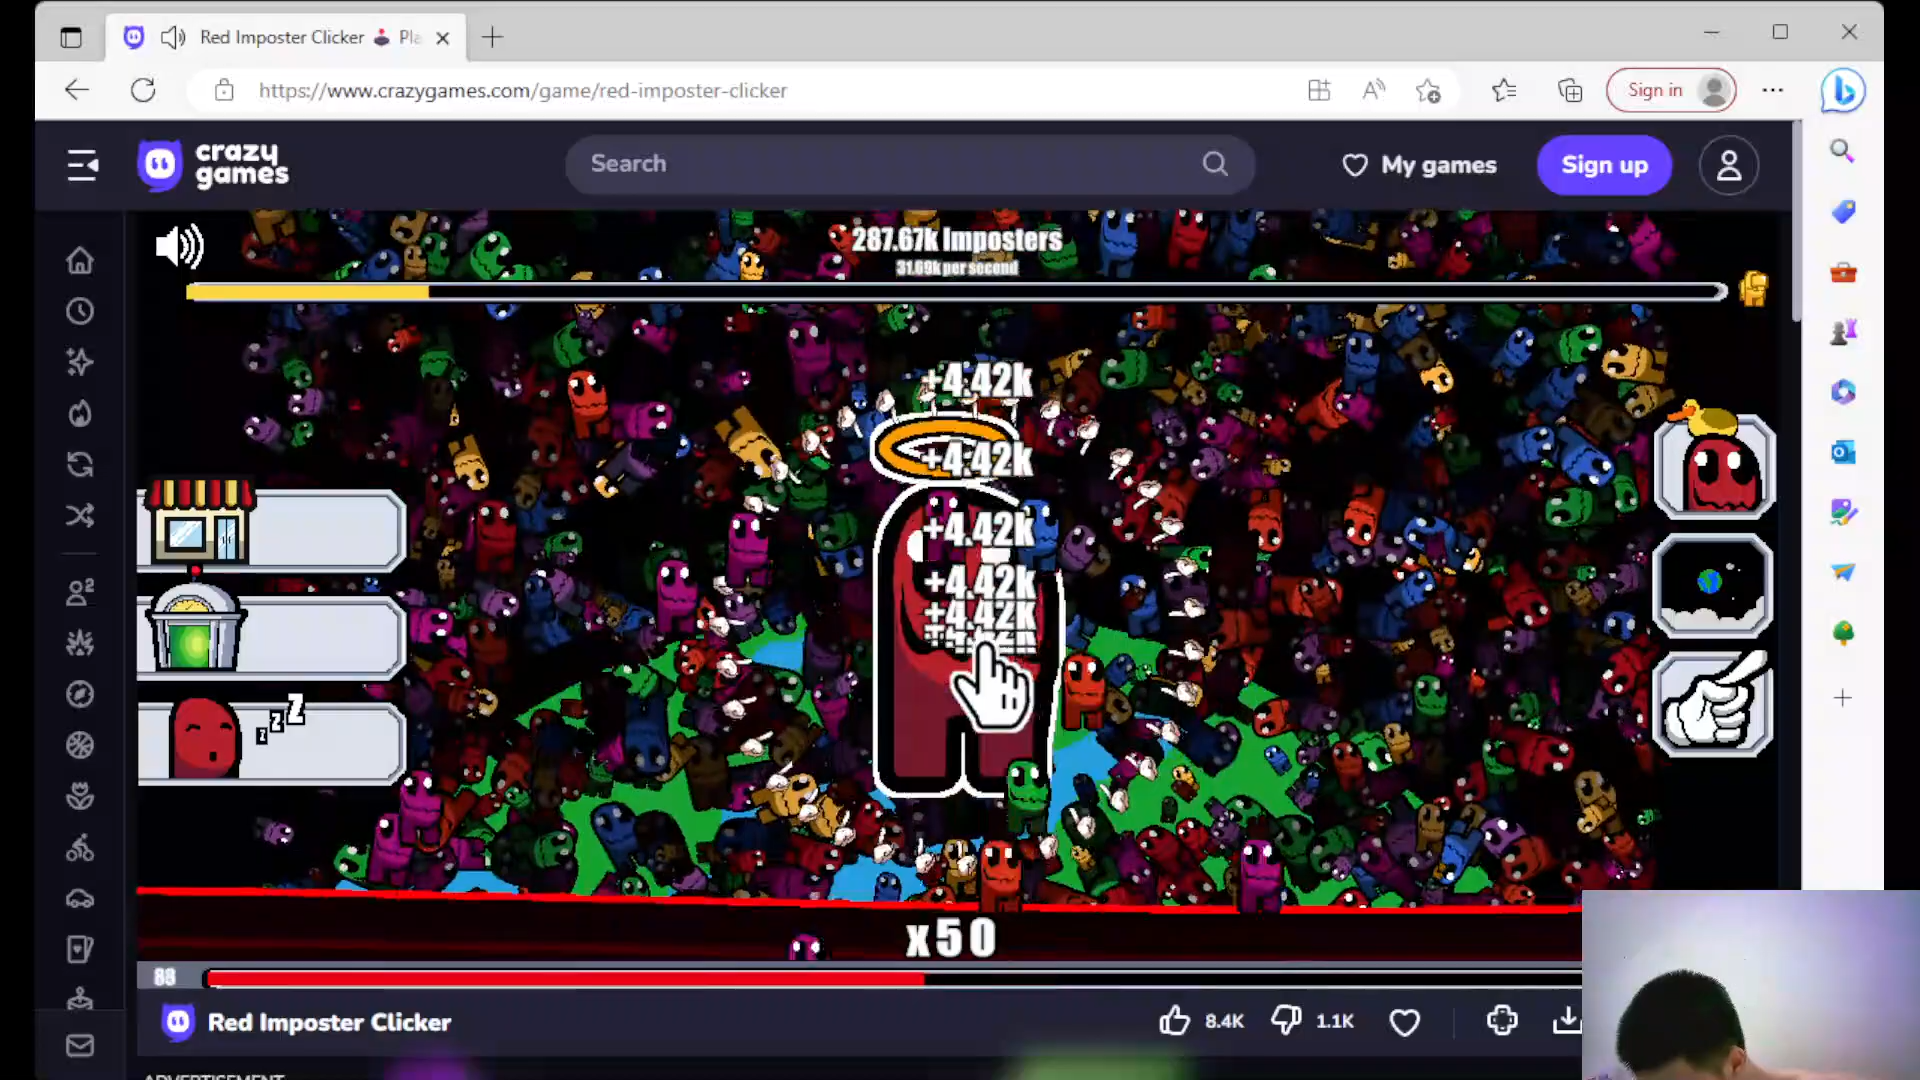 Red Imposter Clicker
Pla
https://www.crazygames.com/game/red-imposter-clicker
Sign in
crazy
games
Search
My games
Sign up
287.67k Imposters
31.69k per second
+4.42k
+4.42k
+4.42k
+4.42k
+4.42k
z z z
x50
88
Red Imposter Clicker
8.4K
1.1K
ADVERTISEMENT